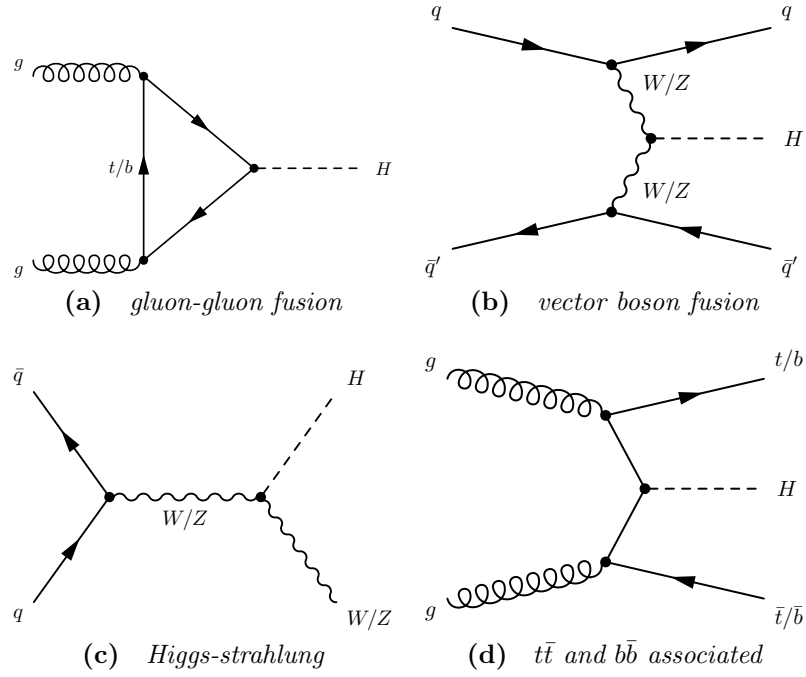 g
t/b
H
g
(a) gluon-gluon fusion
q
q
W/Z
H
W/Z
q̄′
q̄′
(b) vector boson fusion
q̄
H
W/Z
q
W/Z
(c) Higgs-strahlung
g
t/b
H
g
t̄/b̄
(d) tt̄ and bb̄ associated